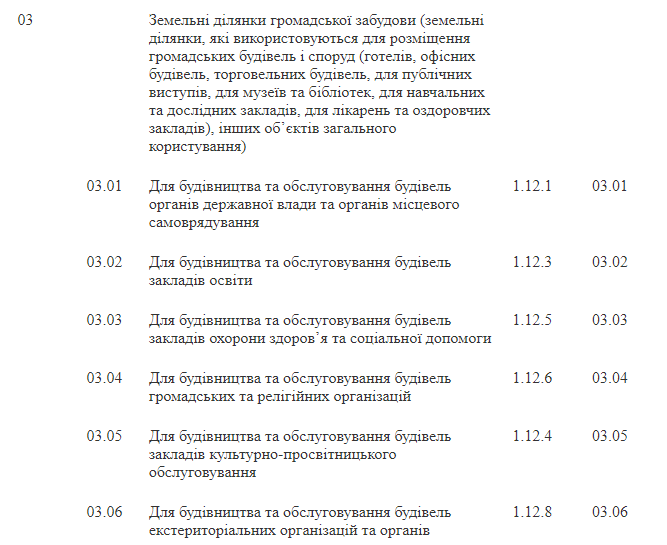 03 Земельні ділянки громадської забудови (земельні
ділянки, які використовуються для розміщення
громадських будівель і споруд (готелів, офісних
будівель, торговельних будівель, для публічних
виступів, для музеїв та бібліотек, для навчальних
та дослідних закладів, для лікарень та оздоровчих
закладів), інших об’єктів загального
користування)
03.01 Для будівництва та обслуговування будівель 1.12.1 03.01
органів державної влади та органів місцевого
самоврядування
03.02 Для будівництва та обслуговування будівель 1.12.3 03.02
закладів освіти
03.03 Для будівництва та обслуговування будівель 1.12.5 03.03
закладів охорони здоров’я та соціальної допомоги
03.04 Для будівництва та обслуговування будівель 1.12.6 03.04
громадських та релігійних організацій
03.05 Для будівництва та обслуговування будівель 1.12.4 03.05
закладів культурно-просвітницького
обслуговування
03.06 Для будівництва та обслуговування будівель 1.12.8 03.06
екстериторіальних організацій та органів